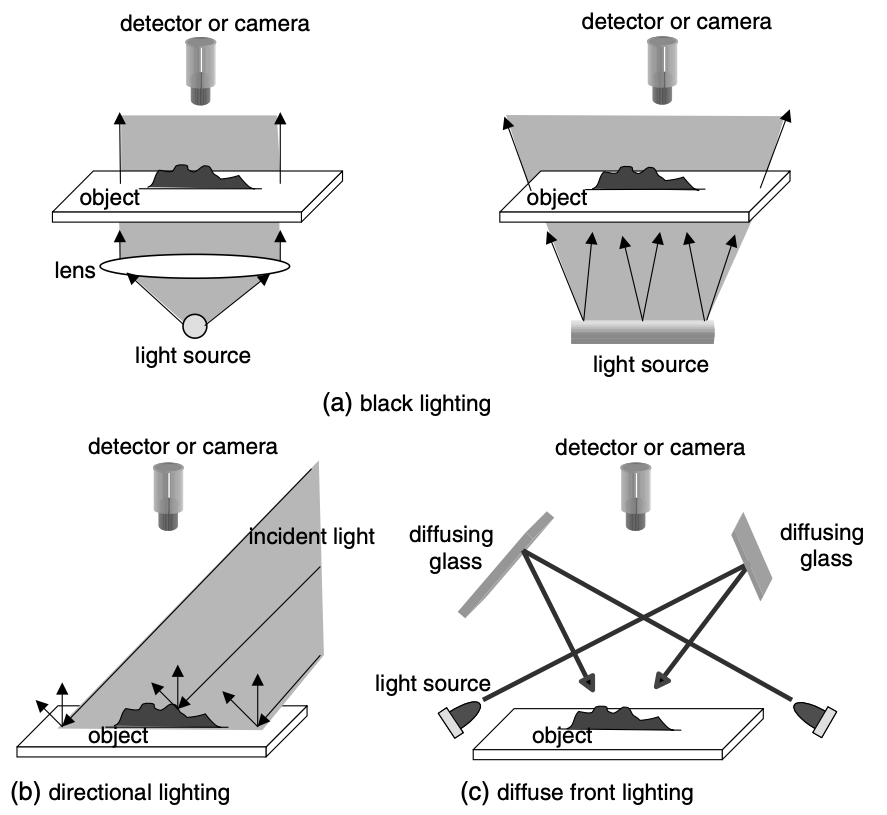 detector or camera
detector or camera
object
object
lens
light source
light source
(a) black lighting
detector or camera
detector or camera
incident light
diffusing
glass
diffusing
glass
light source
object
object
(b) directional lighting
(c) diffuse front lighting